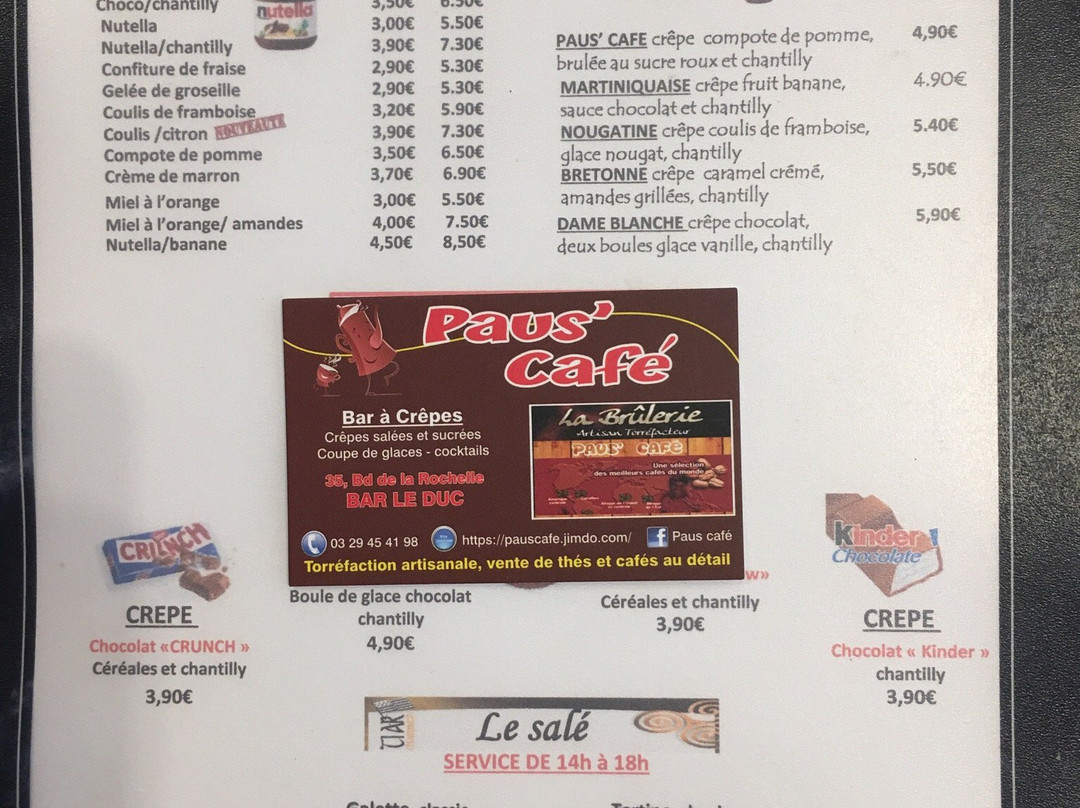 Choco/chantilly 3,50€ 6.50€
nutella
Nutella 3,00€ 5.50€
Nutella/chantilly 3,90€ 7.30€
Confiture de fraise 2,90€ 5.30€
Gelée de groseille 2,90€ 5.30€
Coulis de framboise 3,20€ 5.90€
Coulis /citron NOUVEAUTE 3,90€ 7.30€
Compote de pomme 3,50€ 6.50€
Crème de marron 3,70€ 6.90€
Miel à l'orange 3,00€ 5.50€
Miel à l'orange/ amandes 4,00€ 7.50€
Nutella/banane 4,50€ 8,50€
PAUS' CAFE crêpe compote de pomme, 4,90€
brulée au sucre roux et chantilly
MARTINIQUAISE crêpe fruit banane, 4.90€
sauce chocolat et chantilly
NOUGATINE crêpe coulis de framboise, 5.40€
glace nougat, chantilly
BRETONNE crêpe caramel crémé, 5,50€
amandes grillées, chantilly
DAME BLANCHE crêpe chocolat, 5,90€
deux boules glace vanille, chantilly
Paus'
Café
Bar à Crêpes
Crêpes salées et sucrées
Coupe de glaces - cocktails
35, Bd de la Rochelle
BAR LE DUC
La Brûlerie
Artisan Torréfacteur
PAUS' CAFÉ
Une sélection
des meilleurs cafés du monde
03 29 45 41 98 https://pauscafe.jimdo.com/ f Paus café
Torréfaction artisanale, vente de thés et cafés au détail
CRUNCH
CREPE
Chocolat «CRUNCH »
Céréales et chantilly
3,90€
Boule de glace chocolat
chantilly
4,90€
w»
Céréales et chantilly
3,90€
Kinder
Chocolate
CREPE
Chocolat « Kinder »
chantilly
3,90€
Le salé
SERVICE DE 14h à 18h